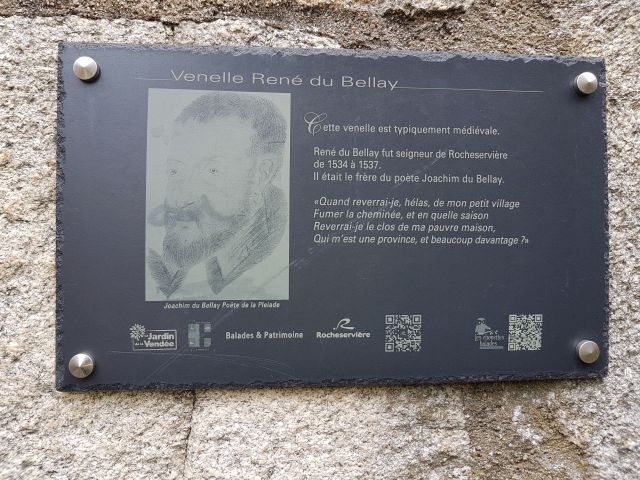 Venelle René du Bellay
Cette venelle est typiquement médiévale.
René du Bellay fut seigneur de Rocheservière
de 1534 à 1537.
Il était le frère du poète Joachim du Bellay.
«Quand reverrai-je, hélas, de mon petit village
Fumer la cheminée, et en quelle saison
Reverrai-je le clos de ma pauvre maison,
Qui m'est une province, et beaucoup davantage ?»
Joachim du Bellay Poète de la Pleiade
Jardin
de la
Vendée
Balades & Patrimoine
Rocheservière
balades